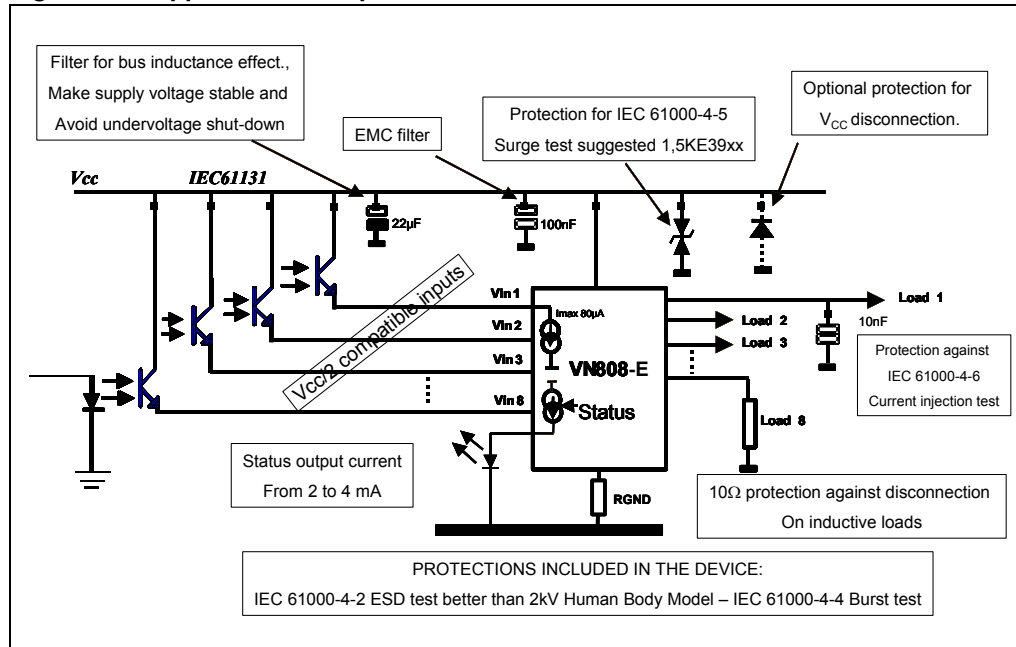 Filter for bus inductance effect.,
Make supply voltage stable and
Avoid undervoltage shut-down
EMC filter
Protection for IEC 61000-4-5
Surge test suggested 1,5KE39xx
Optional protection for
VCC disconnection.
Vcc
IEC61131
22µF
100nF
Vcc/2 compatible inputs
Vin 1
Vin 2
Vin 3
Vin 8
Imax 80µA
VN808-E
Status
Load 1
Load 2
Load 3
10nF
Protection against
IEC 61000-4-6
Current injection test
Load 8
Status output current
From 2 to 4 mA
RGND
10Ω protection against disconnection
On inductive loads
PROTECTIONS INCLUDED IN THE DEVICE:
IEC 61000-4-2 ESD test better than 2kV Human Body Model – IEC 61000-4-4 Burst test